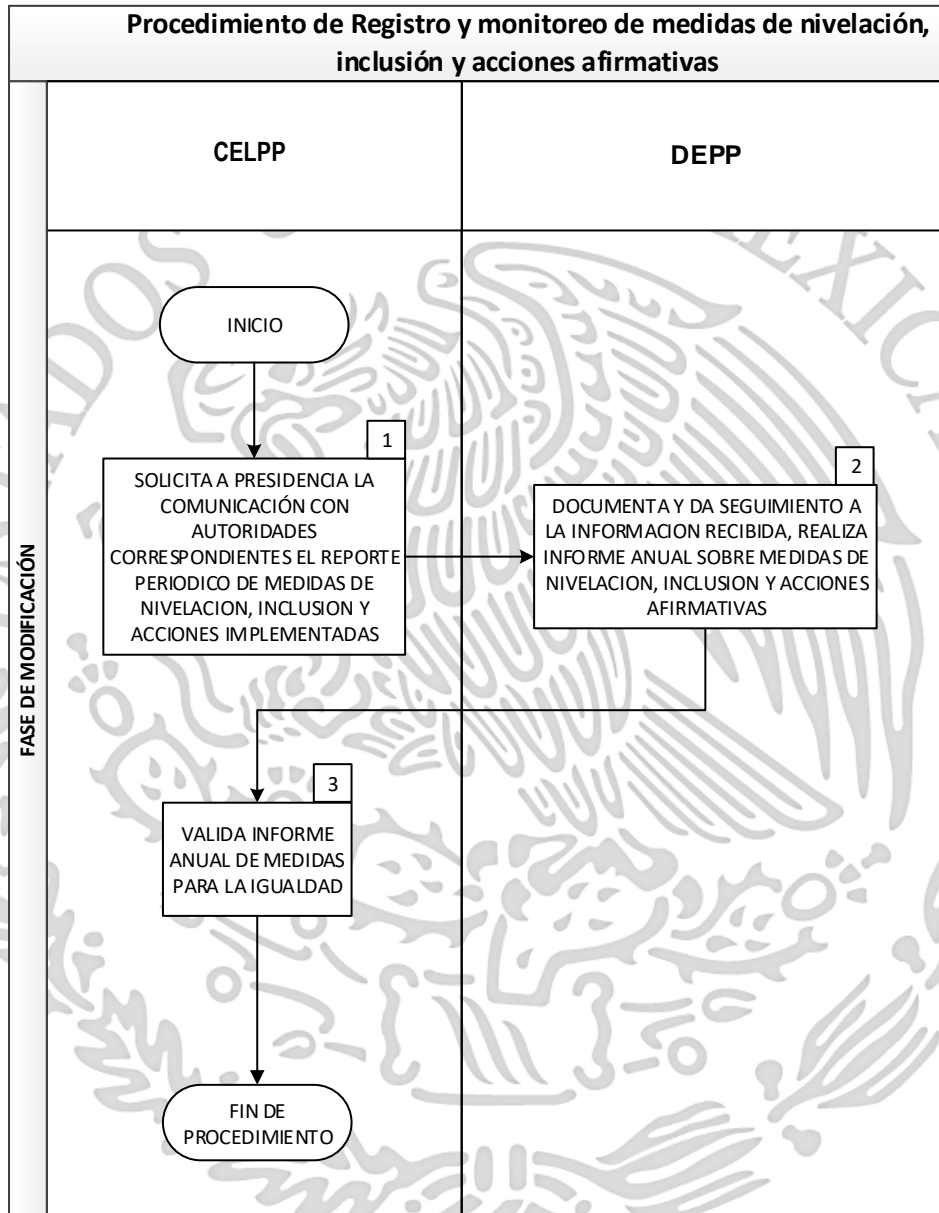 Procedimiento de Registro y monitoreo de medidas de nivelación,
inclusión y acciones afirmativas
CELPP
DEPP
FASE DE MODIFICACIÓN
INICIO
1
SOLICITA A PRESIDENCIA LA
COMUNICACIÓN CON
AUTORIDADES
CORRESPONDIENTES EL REPORTE
PERIODICO DE MEDIDAS DE
NIVELACION, INCLUSION Y
ACCIONES IMPLEMENTADAS
2
DOCUMENTA Y DA SEGUIMIENTO A
LA INFORMACION RECIBIDA, REALIZA
INFORME ANUAL SOBRE MEDIDAS DE
NIVELACION, INCLUSION Y ACCIONES
AFIRMATIVAS
3
VALIDA INFORME
ANUAL DE MEDIDAS
PARA LA IGUALDAD
FIN DE
PROCEDIMIENTO